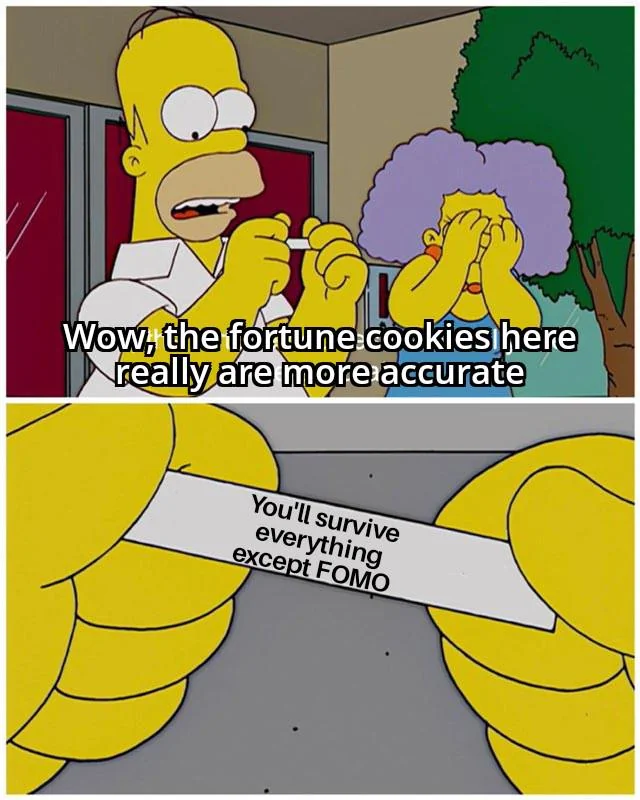 Wow, the fortune cookies here
really are more accurate
You'll survive
everything
except FOMO